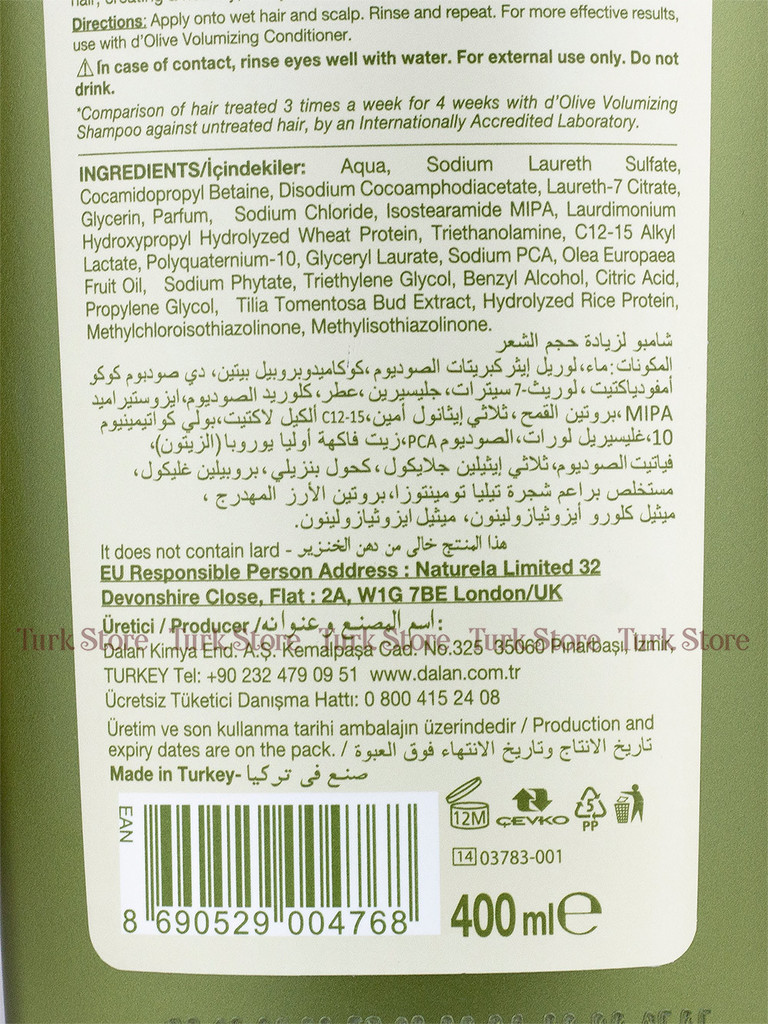 Directions: Apply onto wet hair and scalp. Rinse and repeat. For more effective results,
use with d'Olive Volumizing Conditioner.
⚠In case of contact, rinse eyes well with water. For external use only. Do not
drink.
*Comparison of hair treated 3 times a week for 4 weeks with d'Olive Volumizing
Shampoo against untreated hair, by an Internationally Accredited Laboratory.
INGREDIENTS/İçindekiler: Aqua, Sodium Laureth Sulfate,
Cocamidopropyl Betaine, Disodium Cocoamphodiacetate, Laureth-7 Citrate,
Glycerin, Parfum, Sodium Chloride, Isostearamide MIPA, Laurdimonium
Hydroxypropyl Hydrolyzed Wheat Protein, Triethanolamine, C12-15 Alkyl
Lactate, Polyquaternium-10, Glyceryl Laurate, Sodium PCA, Olea Europaea
Fruit Oil, Sodium Phytate, Triethylene Glycol, Benzyl Alcohol, Citric Acid,
Propylene Glycol, Tilia Tomentosa Bud Extract, Hydrolyzed Rice Protein,
Methylchloroisothiazolinone, Methylisothiazolinone.
شامبو لزيادة حجم الشعر
المكونات: ماء، لوريل إيثر كبريتات الصوديوم ،كوكاميدوبروبيل بيتين، دي صوديوم كوكو
أمفودياكتيت ، لوريث-7 سيترات، جليسيرين ،عطر، كلوريد الصوديوم، ايزوستيراميد
MIPA ،بروتين القمح ، ثلاثي إيثانول أمين،C12-15 ألكيل لاكتيت،بولي كواتيمينيوم
10،غليسيريل لورات، الصوديوم PCA،زيت فاكهة أوليا يوروبا (الزيتون)،
فياتيت الصوديوم، ثلاثي إيثيلين جلايكول ، كحول بنزيلي ، بروبيلين غليكول،
مستخلص براعم شجرة تيليا تومينتوزا، بروتين الأرز المهدرج ،
ميثيل كلورو أيزوثيازولينون، ميثيل ايزوثيازولينون.
It does not contain lard - هذا المنتج خالى من دهن الخنزير
EU Responsible Person Address : Naturela Limited 32
Devonshire Close, Flat : 2A, W1G 7BE London/UK
Üretici / Producer /اسم المصنع و عنوانه:
Turk Store Turk Store Turk Store Turk Store Turk Store
Dalan Kimya End. A.Ş. Kemalpaşa Cad. No.325 35060 Pınarbaşı, İzmir,
TURKEY Tel: +90 232 479 09 51 www.dalan.com.tr
Ücretsiz Tüketici Danışma Hattı: 0 800 415 24 08
Üretim ve son kullanma tarihi ambalajın üzerindedir / Production and
expiry dates are on the pack. / تاريخ الانتاج وتاريخ الانتهاء فوق العبوة
Made in Turkey- صنع فى تركيا
EAN
12M ÇEVKO 5 PP
14 03783-001
8 690529 004768
400 ml ℮